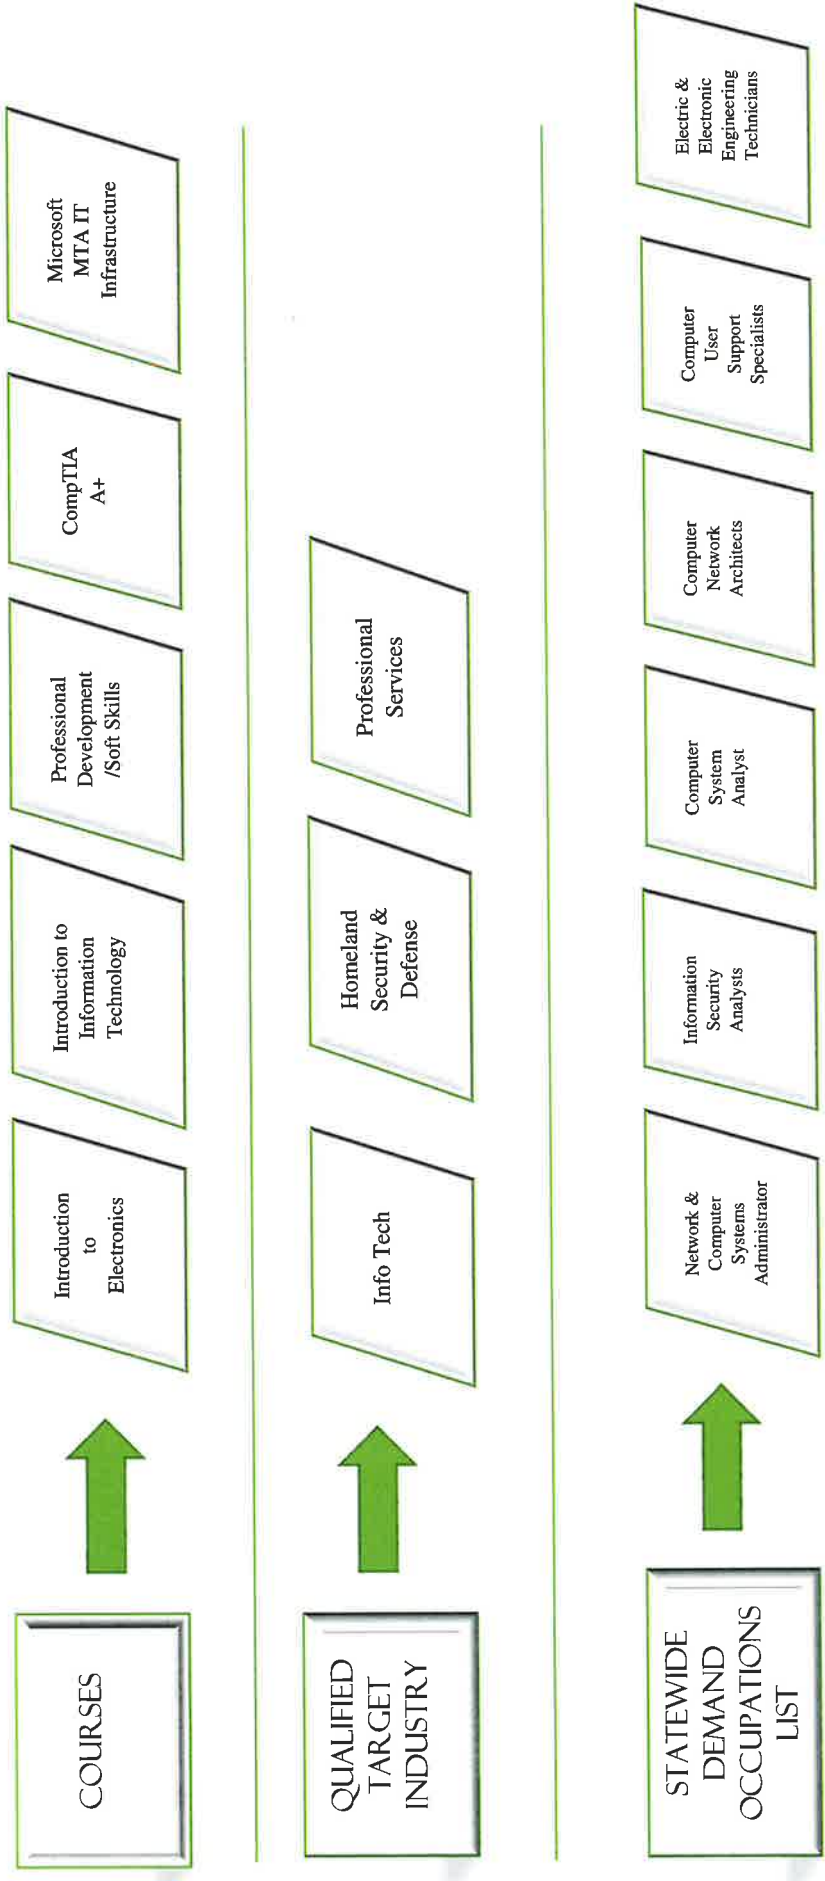 COURSES
Introduction
to
Electronics
Introduction to
Information
Technology
Professional
Development
/Soft Skills
CompTIA
A+
Microsoft
MTA IT
Infrastructure
QUALIFIED
TARGET
INDUSTRY
Info Tech
Homeland
Security &
Defense
Professional
Services
STATEWIDE
DEMAND
OCCUPATIONS
LIST
Network &
Computer
Systems
Administrator
Information
Security
Analysts
Computer
System
Analyst
Computer
Network
Architects
Computer
User
Support
Specialists
Electric &
Electronic
Engineering
Technicians